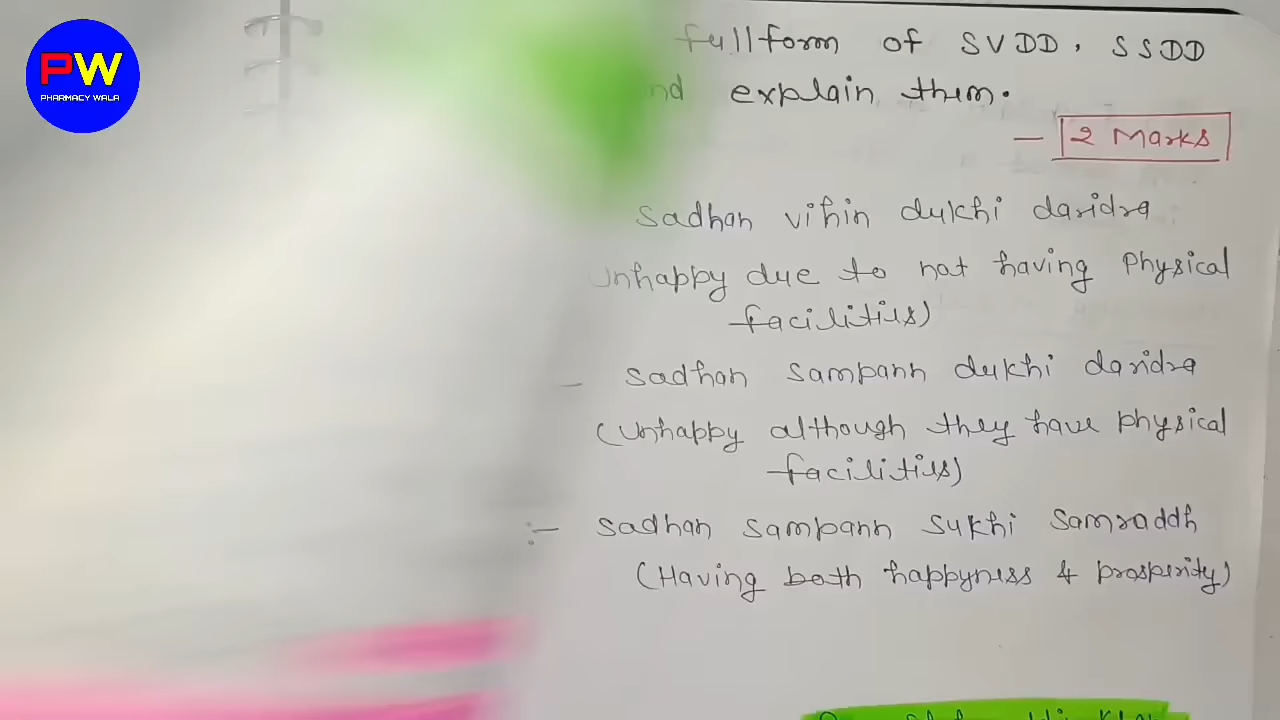 PW
PHARMACY WALA
fullform of SVDD, SSDD
nd explain them.
— 2 Marks
Sadhan vihin dukhi daridra
Unhappy due to not having Physical
facilities)
— Sadhan Sampann dukhi daridra
(Unhappy although they have physical
facilities)
:— Sadhan Sampann Sukhi Samraddh
(Having both happyness & prosperity)